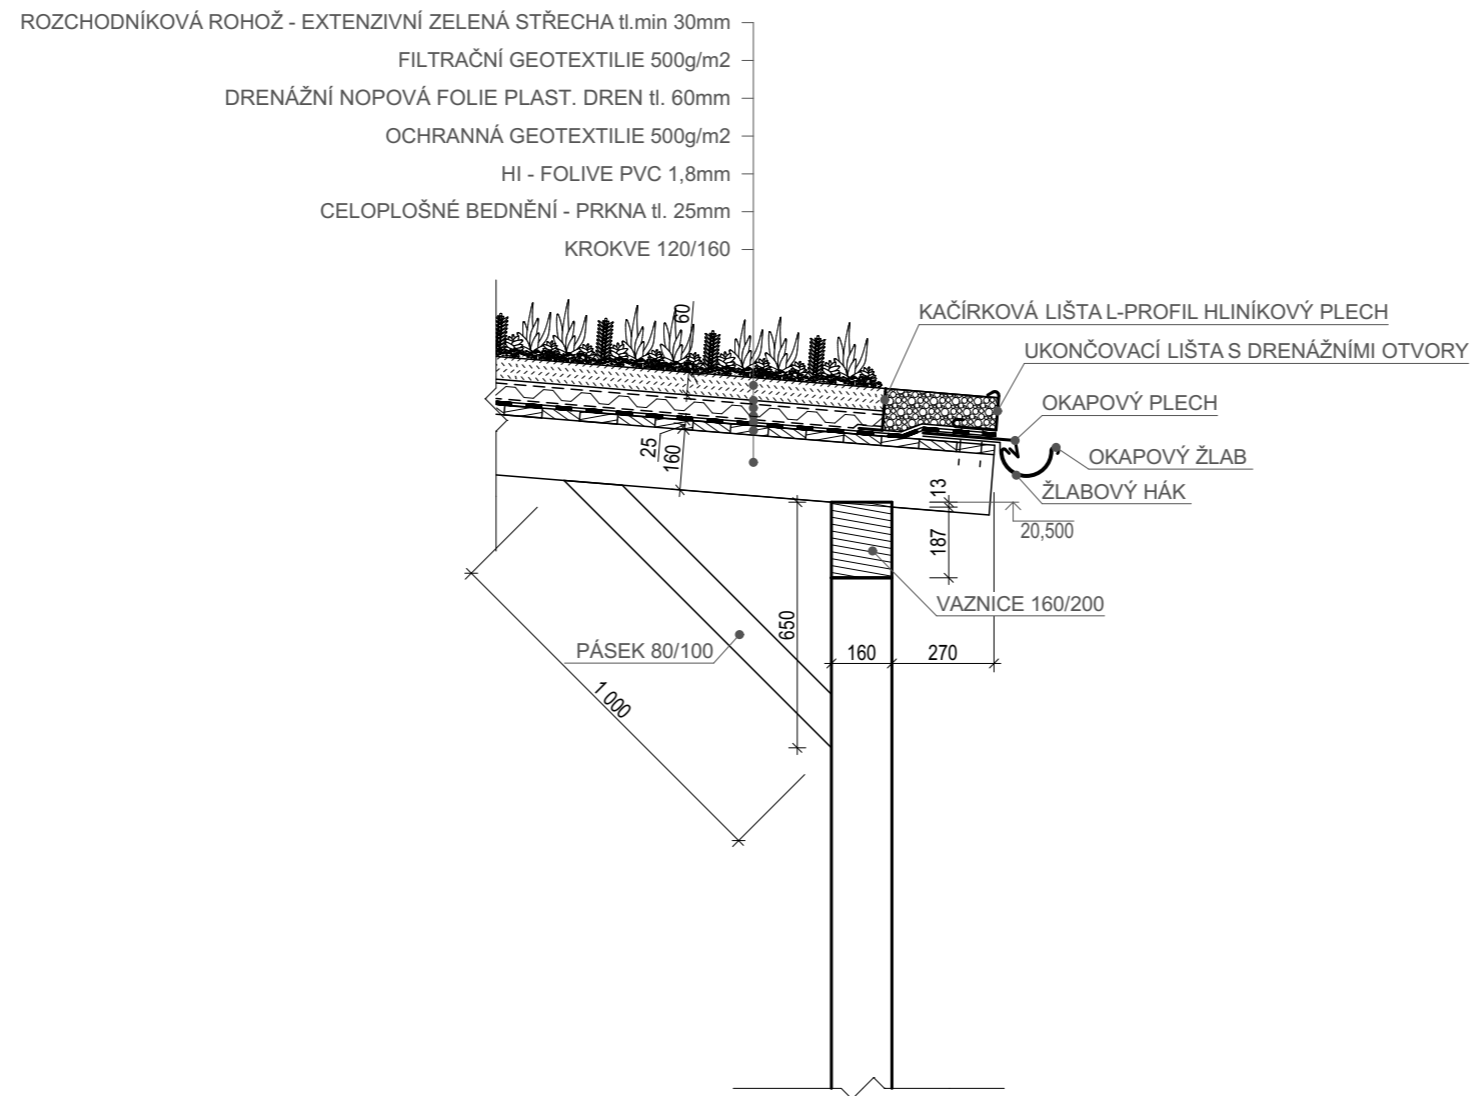 ROZCHODNÍKOVÁ ROHOŽ - EXTENZIVNÍ ZELENÁ STŘECHA tl.min 30mm
FILTRAČNÍ GEOTEXTILIE 500g/m2
DRENÁŽNÍ NOPOVÁ FOLIE PLAST. DREN tl. 60mm
OCHRANNÁ GEOTEXTILIE 500g/m2
HI - FOLIVE PVC 1,8mm
CELOPLOŠNÉ BEDNĚNÍ - PRKNA tl. 25mm
KROKVE 120/160
60
KAČÍRKOVÁ LIŠTA L-PROFIL HLINÍKOVÝ PLECH
UKONČOVACÍ LIŠTA S DRENÁŽNÍMI OTVORY
OKAPOVÝ PLECH
OKAPOVÝ ŽLAB
ŽLABOVÝ HÁK
25
160
13
20,500
187
VAZNICE 160/200
650
160
270
PÁSEK 80/100
1 000